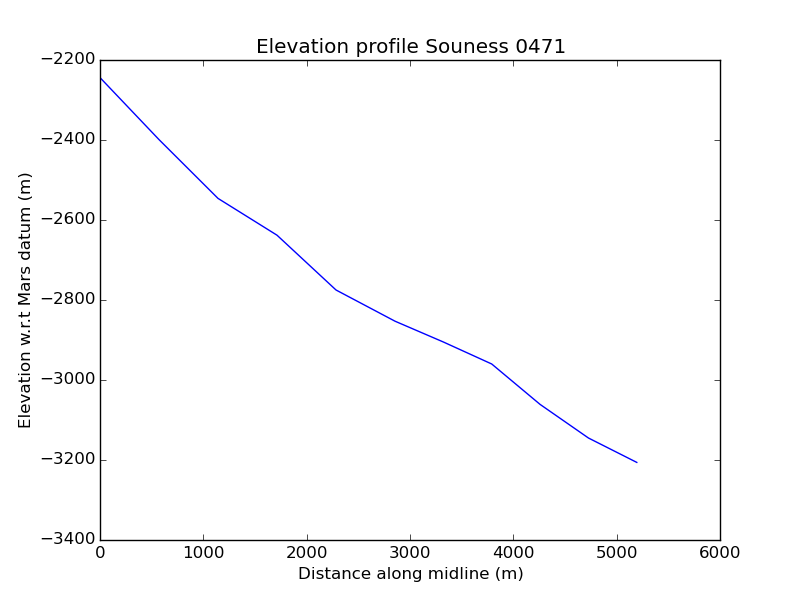 Elevation profile Souness 0471
−2200
−2400
−2600
−2800
−3000
−3200
−3400
Elevation w.r.t Mars datum (m)
0 1000 2000 3000 4000 5000 6000
Distance along midline (m)